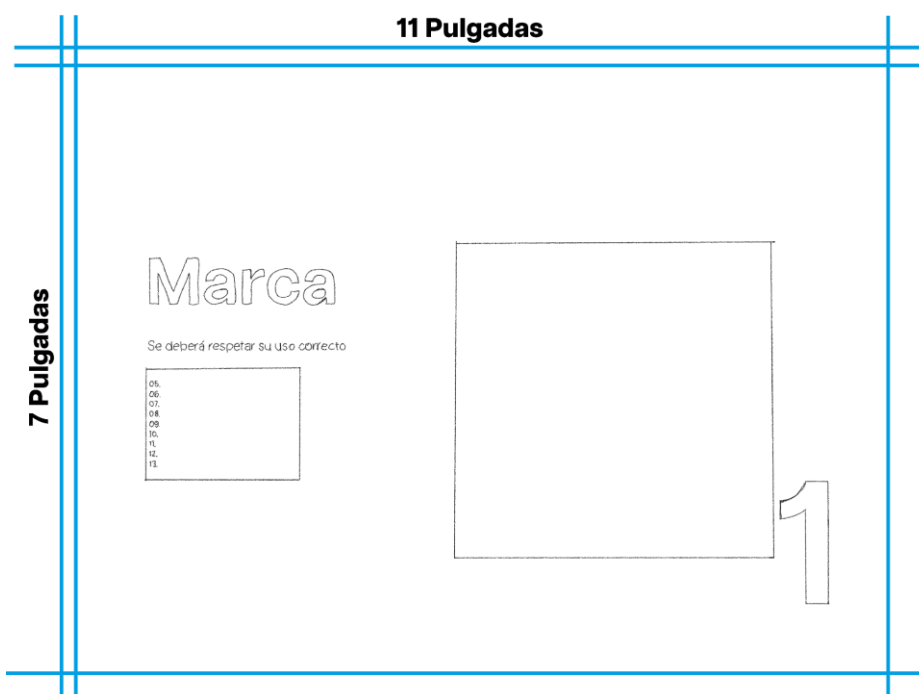 11 Pulgadas
7 Pulgadas
Marca
Se deberá respetar su uso correcto
05.
06.
07.
08.
09.
10.
11.
12.
13.
1